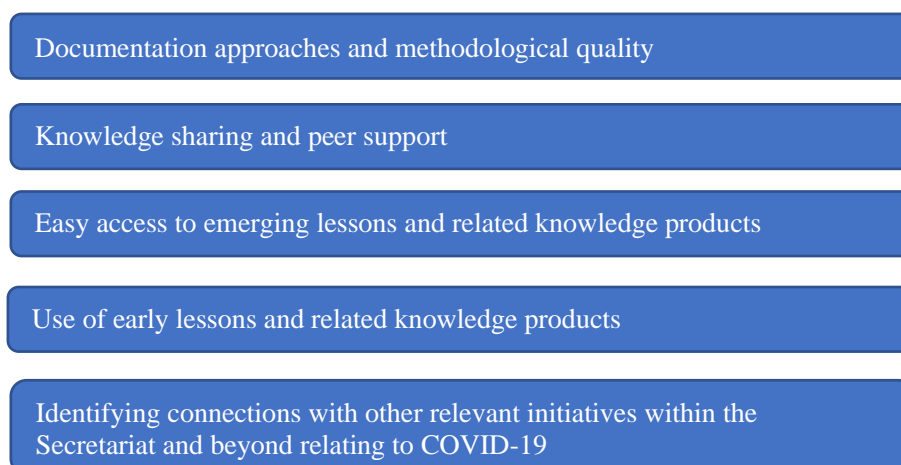 Documentation approaches and methodological quality
Knowledge sharing and peer support
Easy access to emerging lessons and related knowledge products
Use of early lessons and related knowledge products
Identifying connections with other relevant initiatives within the
Secretariat and beyond relating to COVID-19